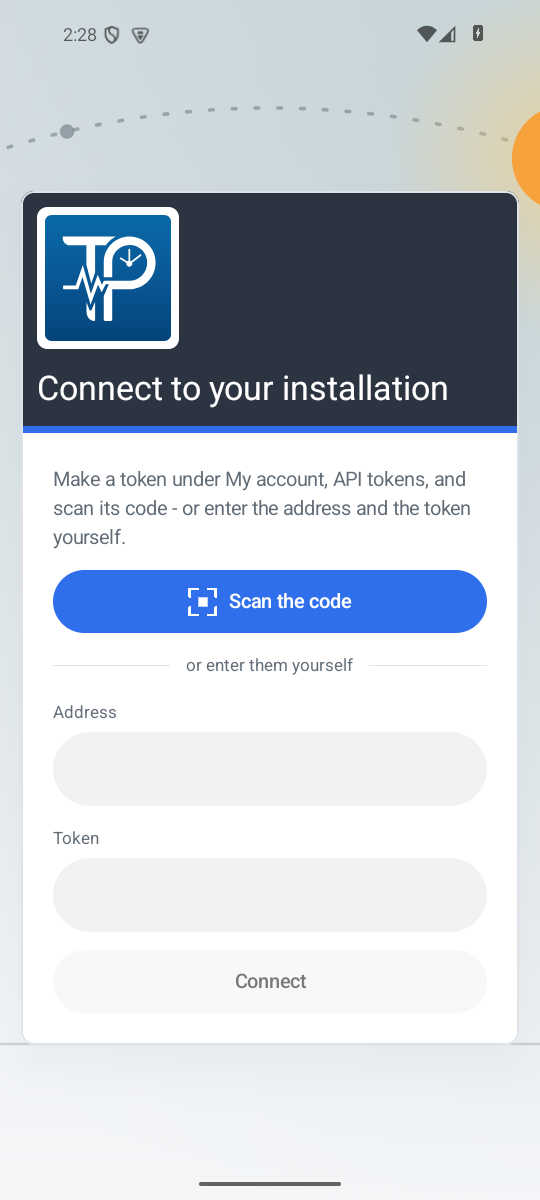 2:28
TP
Connect to your installation
Make a token under My account, API tokens, and
scan its code - or enter the address and the token
yourself.
Scan the code
or enter them yourself
Address
Token
Connect